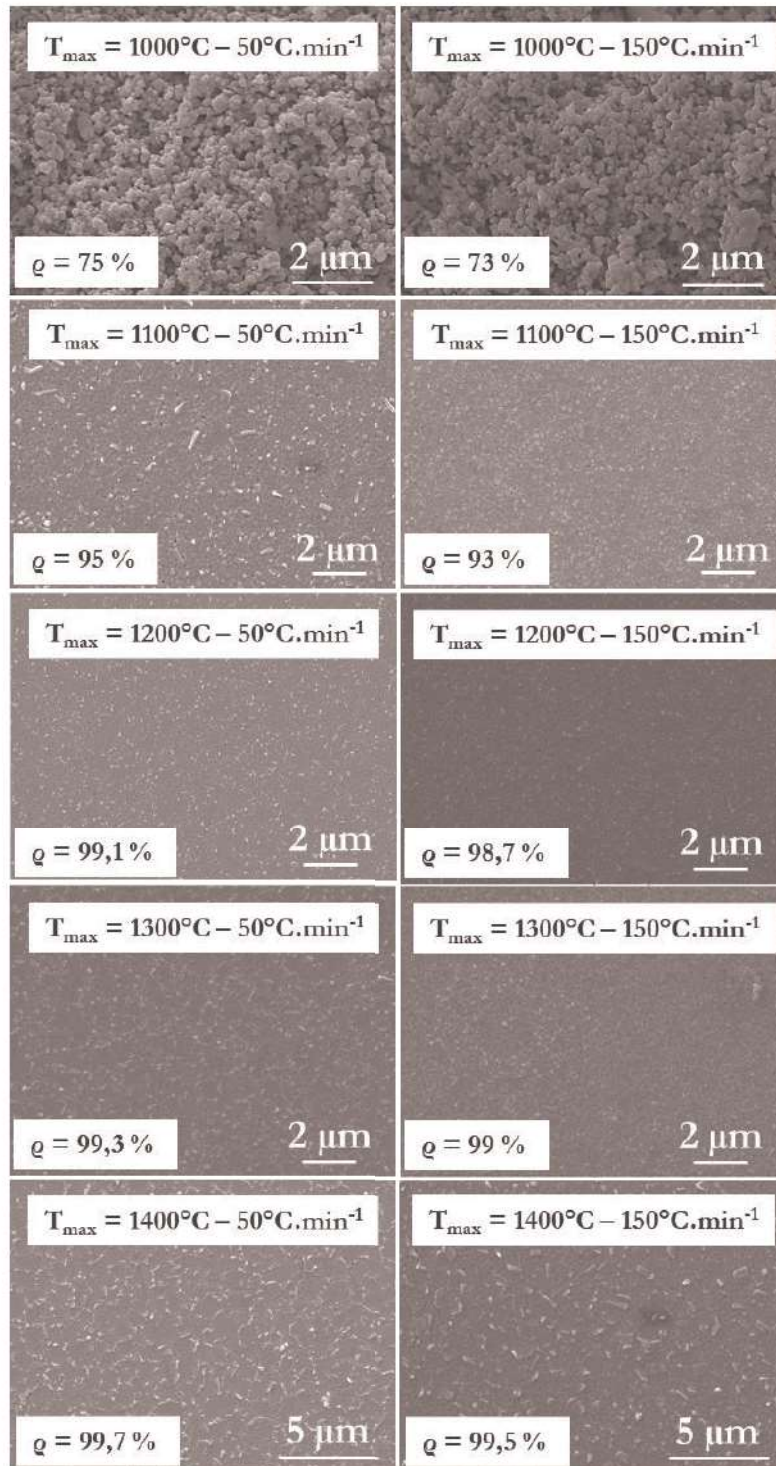 Tmax = 1000°C – 50°C.min-1
ϱ = 75 %
2 µm
Tmax = 1000°C – 150°C.min-1
ϱ = 73 %
2 µm
Tmax = 1100°C – 50°C.min-1
ϱ = 95 %
2 µm
Tmax = 1100°C – 150°C.min-1
ϱ = 93 %
2 µm
Tmax = 1200°C – 50°C.min-1
ϱ = 99,1 %
2 µm
Tmax = 1200°C – 150°C.min-1
ϱ = 98,7 %
2 µm
Tmax = 1300°C – 50°C.min-1
ϱ = 99,3 %
2 µm
Tmax = 1300°C – 150°C.min-1
ϱ = 99 %
2 µm
Tmax = 1400°C – 50°C.min-1
ϱ = 99,7 %
5 µm
Tmax = 1400°C – 150°C.min-1
ϱ = 99,5 %
5 µm